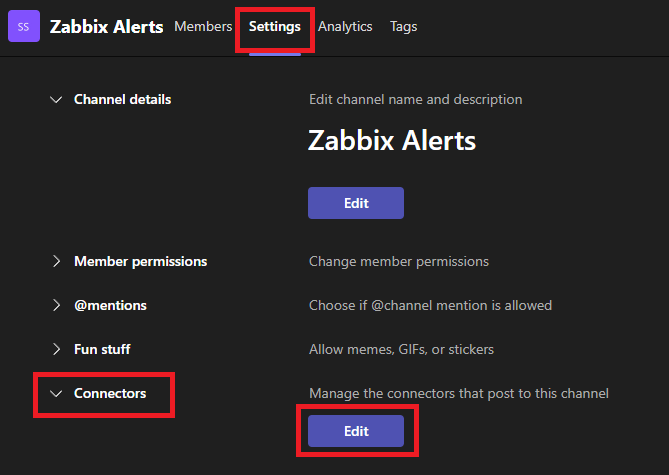 SS Zabbix Alerts Members Settings Analytics Tags
Channel details Edit channel name and description
Zabbix Alerts
Edit
Member permissions Change member permissions
@mentions Choose if @channel mention is allowed
Fun stuff Allow memes, GIFs, or stickers
Connectors Manage the connectors that post to this channel
Edit